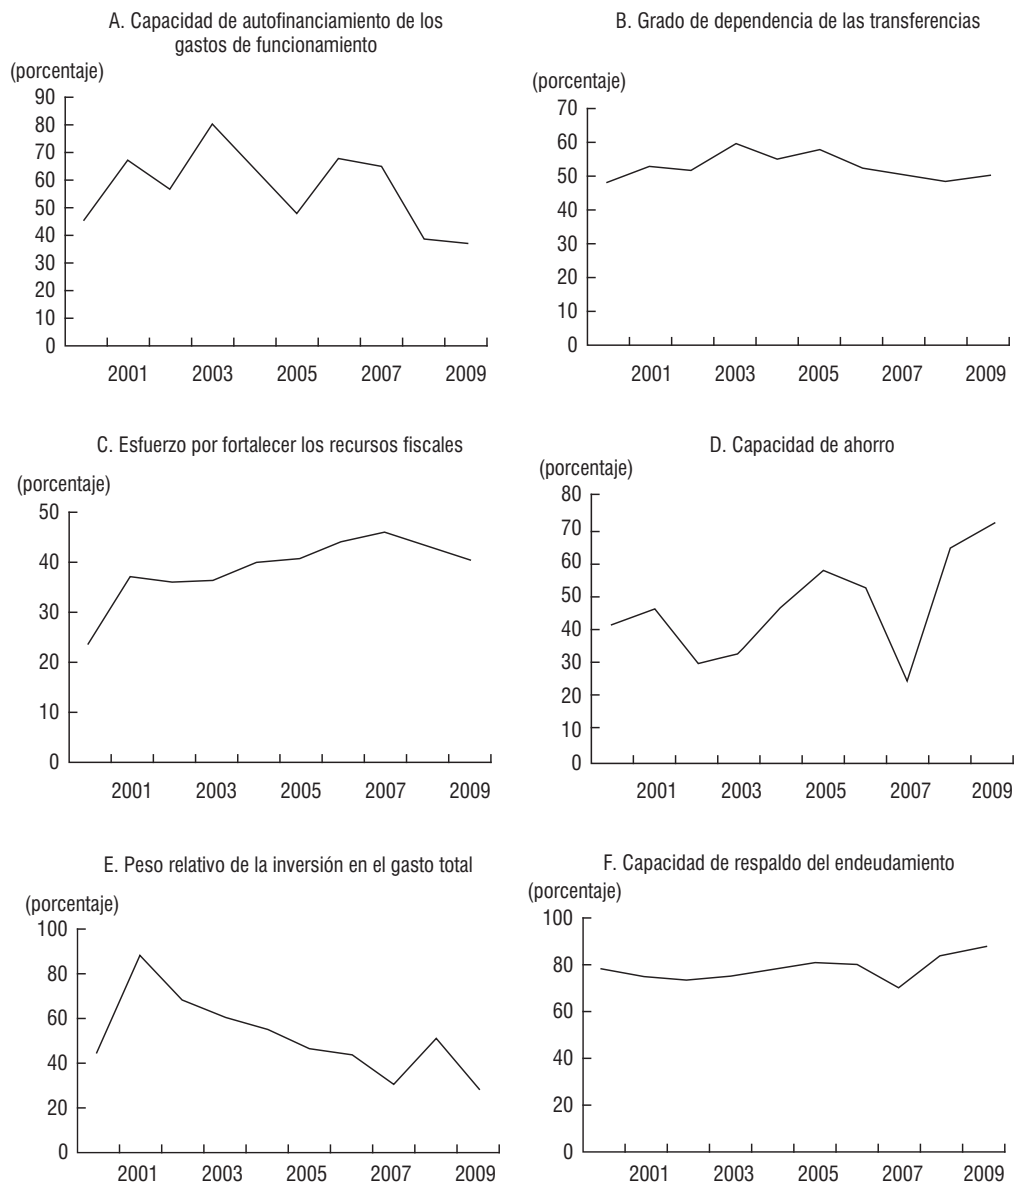 A. Capacidad de autofinanciamiento de los
gastos de funcionamiento
(porcentaje)
90
80
70
60
50
40
30
20
10
0
2001 2003 2005 2007 2009
B. Grado de dependencia de las transferencias
(porcentaje)
70
60
50
40
30
20
10
0
2001 2003 2005 2007 2009
C. Esfuerzo por fortalecer los recursos fiscales
(porcentaje)
50
40
30
20
10
0
2001 2003 2005 2007 2009
D. Capacidad de ahorro
(porcentaje)
80
70
60
50
40
30
20
10
0
2001 2003 2005 2007 2009
E. Peso relativo de la inversión en el gasto total
(porcentaje)
100
80
60
40
20
0
2001 2003 2005 2007 2009
F. Capacidad de respaldo del endeudamiento
(porcentaje)
100
80
60
40
20
0
2001 2003 2005 2007 2009